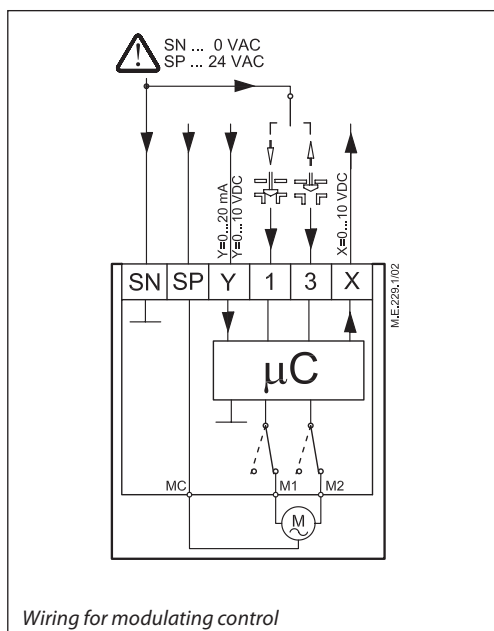 SN ... 0 VAC
SP ... 24 VAC
Y=0...20 mA
Y=0...10 VDC
X=0...10 VDC
SN SP Y 1 3 X
M.E.229.1/02
µC
MC M1 M2
M
Wiring for modulating control